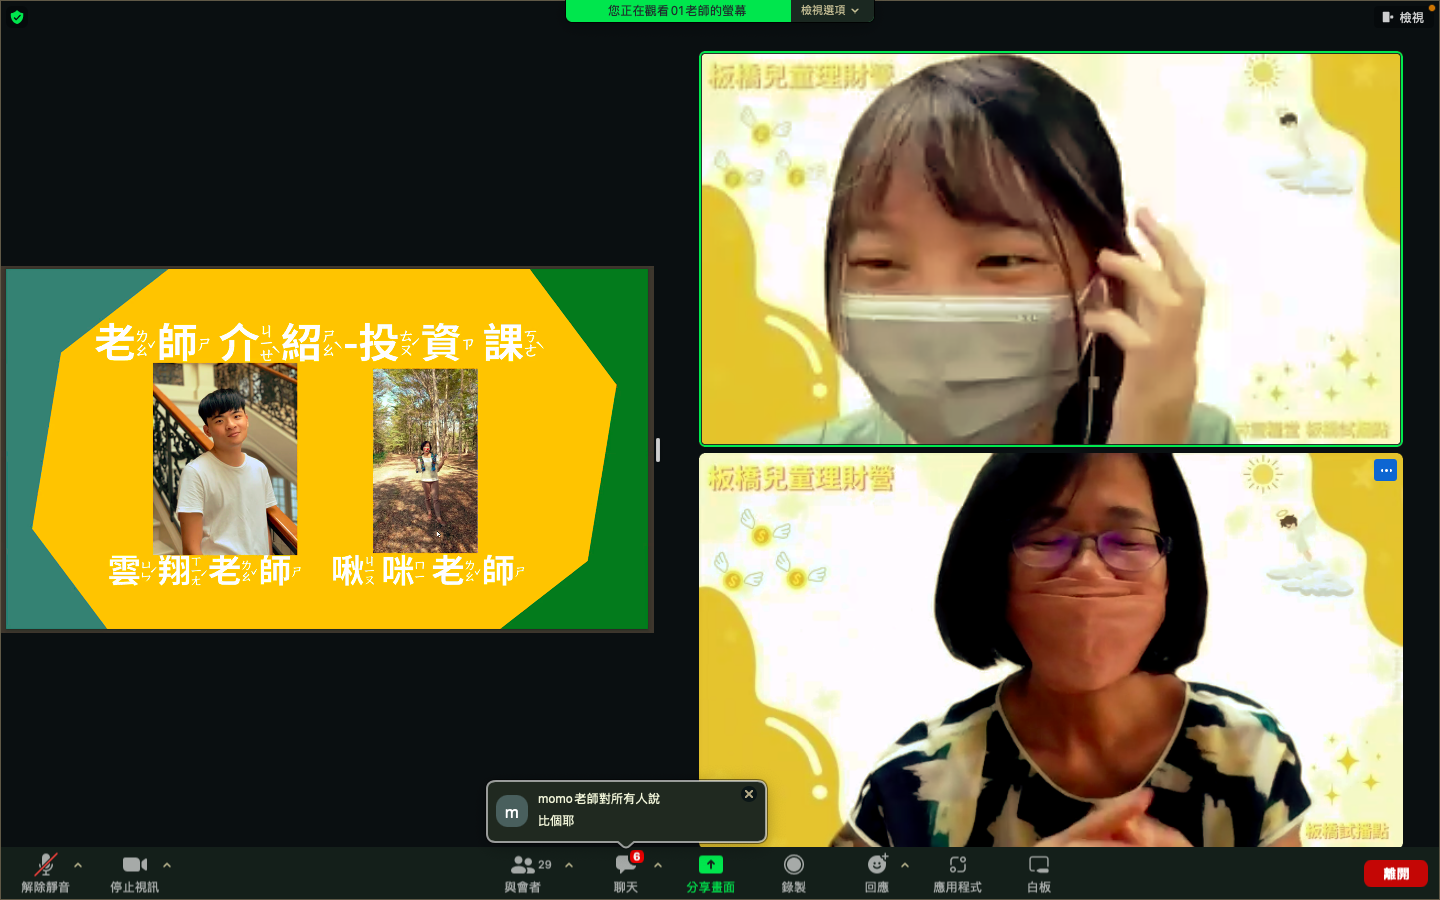 您正在觀看01老師的螢幕
檢視選項
檢視
老ㄌㄠˇ師ㄕ 介ㄐㄧㄝˋ紹ㄕㄠˋ-投ㄊㄡˊ資ㄗ 課ㄎㄜˋ
雲ㄩㄣˊ翔ㄒㄧㄤˊ老ㄌㄠˇ師ㄕ
啾ㄐㄧㄡ咪ㄇㄧ 老ㄌㄠˇ師ㄕ
板橋兒童理財營
板橋試播點
板橋兒童理財營
板橋試播點
m
momo老師對所有人說
比個耶
解除靜音
停止視訊
29
與會者
6
聊天
分享畫面
錄製
回應
應用程式
白板
離開